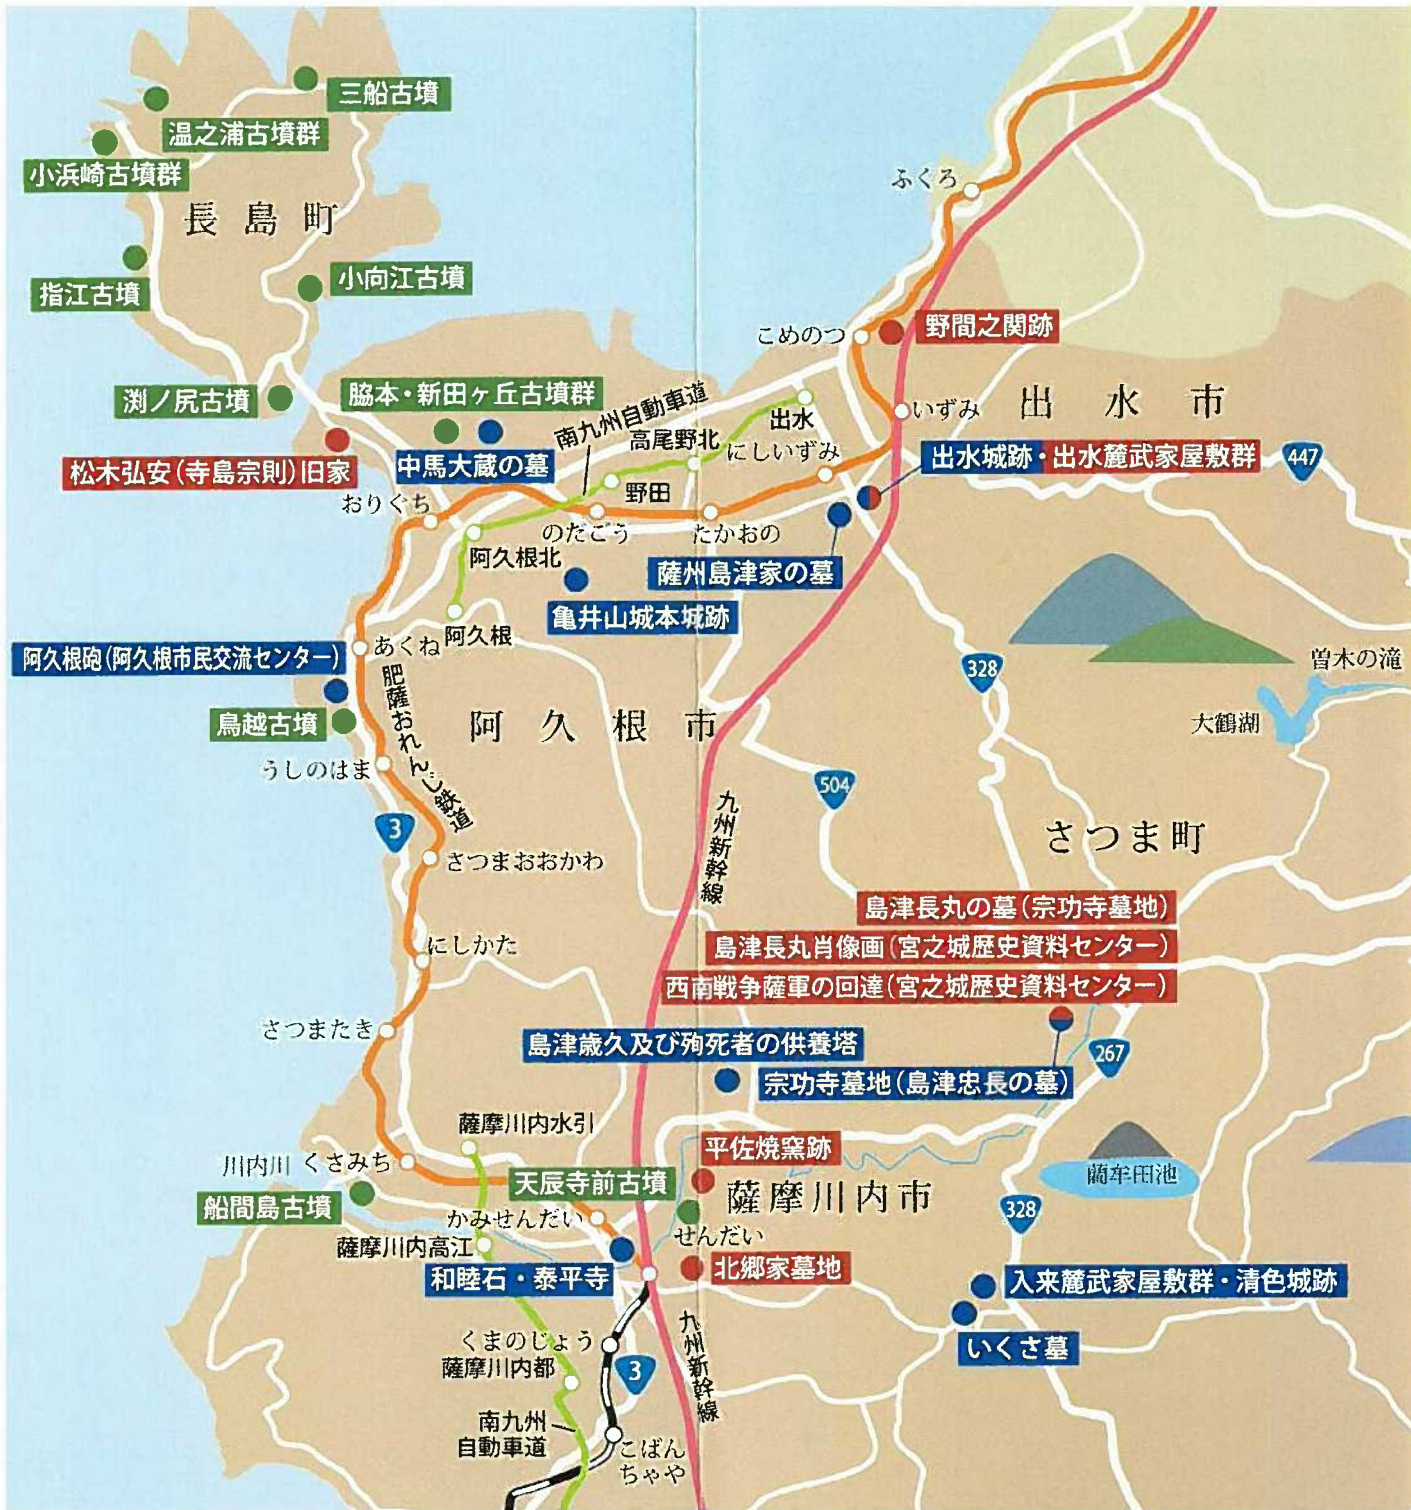 三船古墳
温之浦古墳群
小浜崎古墳群
長島町
ふくろ
指江古墳
小向江古墳
こめのつ
野間之関跡
渕ノ尻古墳
脇本・新田ヶ丘古墳群
南九州自動車道
出水
いずみ
出水市
松木弘安(寺島宗則)旧家
中馬大蔵の墓
高尾野北
にしいずみ
出水城跡・出水麓武家屋敷群
447
おりぐち
野田
のだごう
たかおの
阿久根北
薩州島津家の墓
亀井山城本城跡
阿久根砲(阿久根市民交流センター)
あくね
阿久根
328
曽木の滝
鳥越古墳
肥薩おれんじ鉄道
阿久根市
大鶴湖
うしのはま
504
3
九州新幹線
さつま町
さつまおおかわ
島津長丸の墓(宗功寺墓地)
にしかた
島津長丸肖像画(宮之城歴史資料センター)
西南戦争薩軍の回達(宮之城歴史資料センター)
さつまたき
島津歳久及び殉死者の供養塔
267
宗功寺墓地(島津忠長の墓)
薩摩川内水引
平佐焼窯跡
川内川
くさみち
天辰寺前古墳
藺牟田池
船間島古墳
薩摩川内市
かみせんだい
せんだい
328
薩摩川内高江
和睦石・泰平寺
北郷家墓地
入来麓武家屋敷群・清色城跡
くまのじょう
いくさ墓
薩摩川内都
3
九州新幹線
南九州
自動車道
こばん
ちゃや